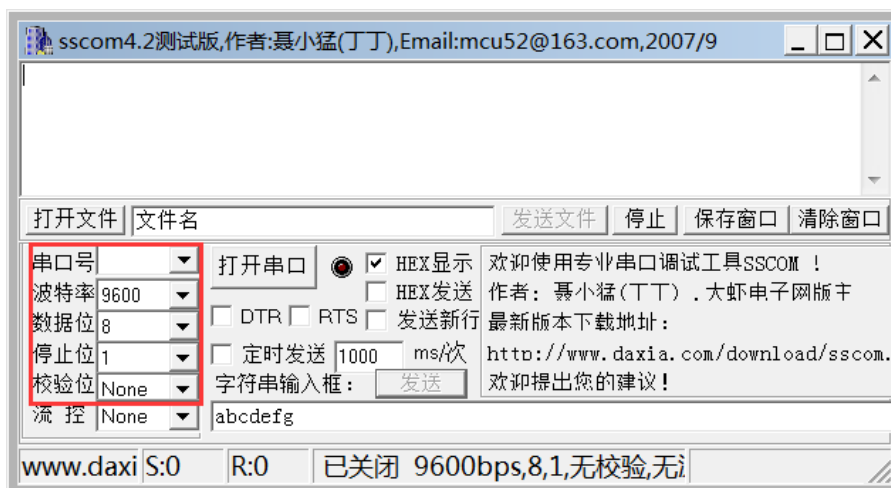 sscom4.2测试版,作者:聂小猛(丁丁),Email:mcu52@163.com,2007/9
打开文件 文件名 发送文件 停止 保存窗口 清除窗口
串口号 打开串口 HEX显示 欢迎使用专业串口调试工具SSCOM !
波特率 9600 HEX发送 作者: 聂小猛(丁丁) .大虾电子网版主
数据位 8 DTR RTS 发送新行 最新版本下载地址:
停止位 1 定时发送 1000 ms/次 http://www.daxia.com/download/sscom.
校验位 None 字符串输入框: 发送 欢迎提出您的建议!
流 控 None abcdefg
www.daxi S:0 R:0 已关闭 9600bps,8,1,无校验,无